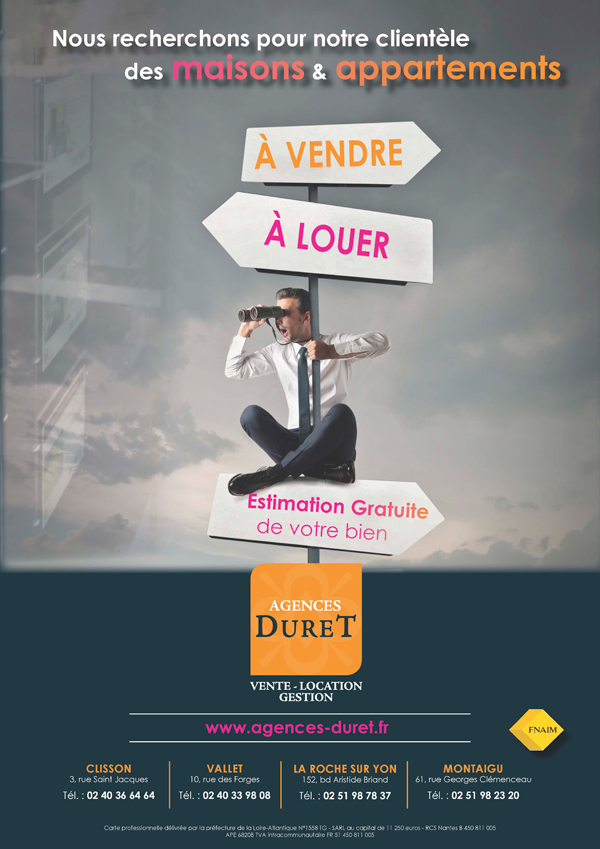 Nous recherchons pour notre clientèle
des maisons & appartements
À VENDRE
À LOUER
Estimation Gratuite
de votre bien
AGENCES
DURET
VENTE - LOCATION
GESTION
www.agences-duret.fr
FNAIM
CLISSON
3, rue Saint Jacques
Tél. : 02 40 36 64 64
VALLET
10, rue des Forges
Tél. : 02 40 33 98 08
LA ROCHE SUR YON
152, bd Aristide Briand
Tél. : 02 51 98 78 37
MONTAIGU
61, rue Georges Clémenceau
Tél. : 02 51 98 23 20
Carte professionnelle délivrée par la préfecture de la Loire-Atlantique N°1558 TG - SARL au capital de 11 250 euros - RCS Nantes B 450 811 005
APE 6820B TVA intracommunautaire FR 51 450 811 005